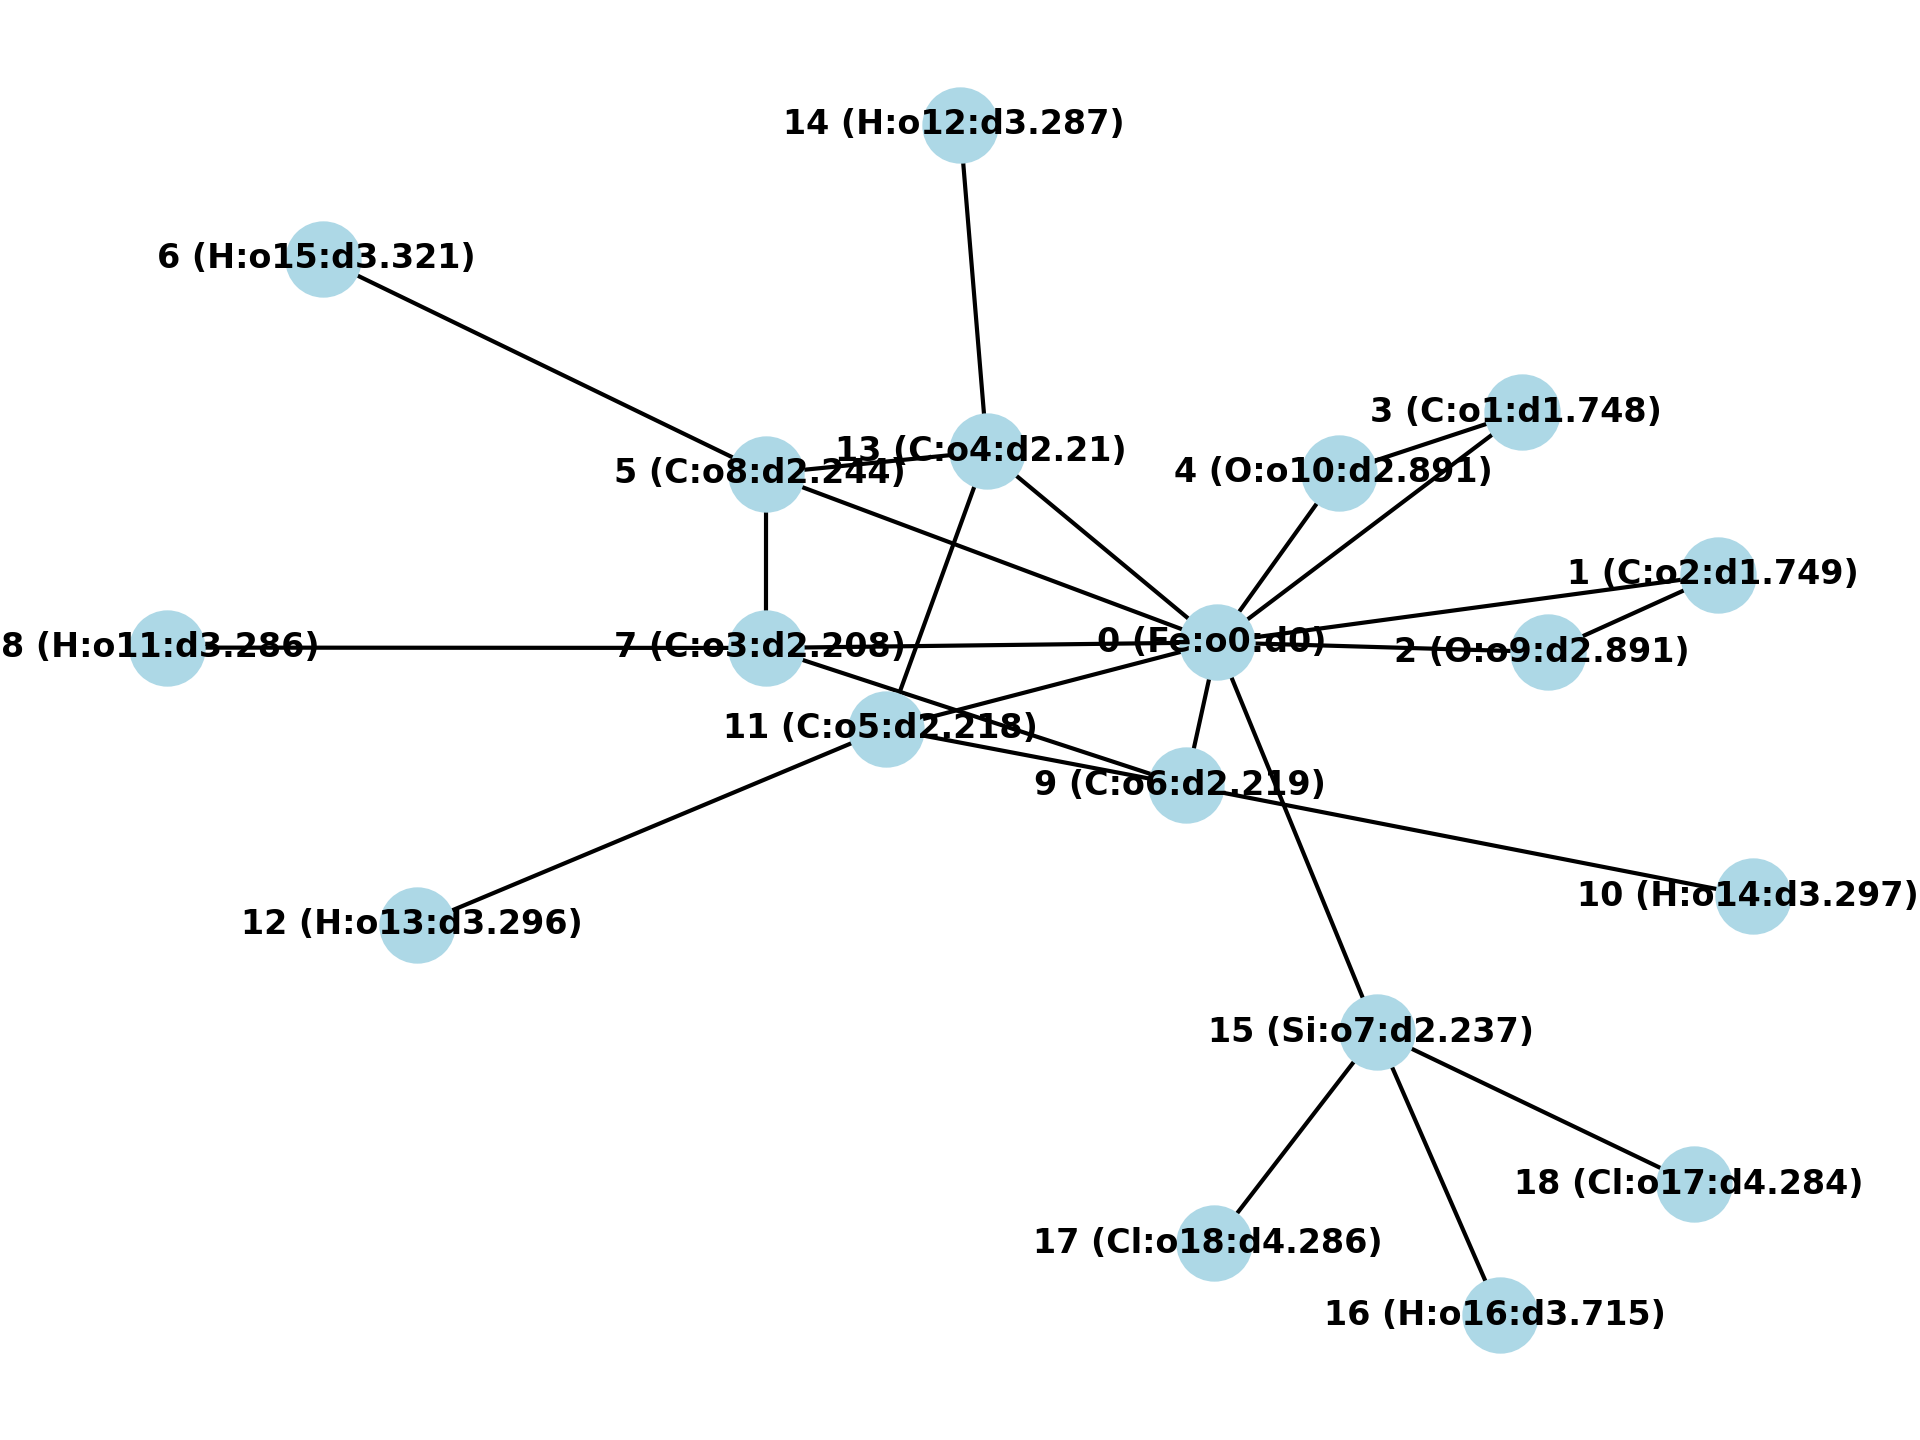 14 (H:o12:d3.287)
6 (H:o15:d3.321)
3 (C:o1:d1.748)
13 (C:o4:d2.21)
5 (C:o8:d2.244)
4 (O:o10:d2.891)
1 (C:o2:d1.749)
8 (H:o11:d3.286)
7 (C:o3:d2.208)
0 (Fe:o0:d0)
2 (O:o9:d2.891)
11 (C:o5:d2.218)
9 (C:o6:d2.219)
10 (H:o14:d3.297)
12 (H:o13:d3.296)
15 (Si:o7:d2.237)
18 (Cl:o17:d4.284)
17 (Cl:o18:d4.286)
16 (H:o16:d3.715)